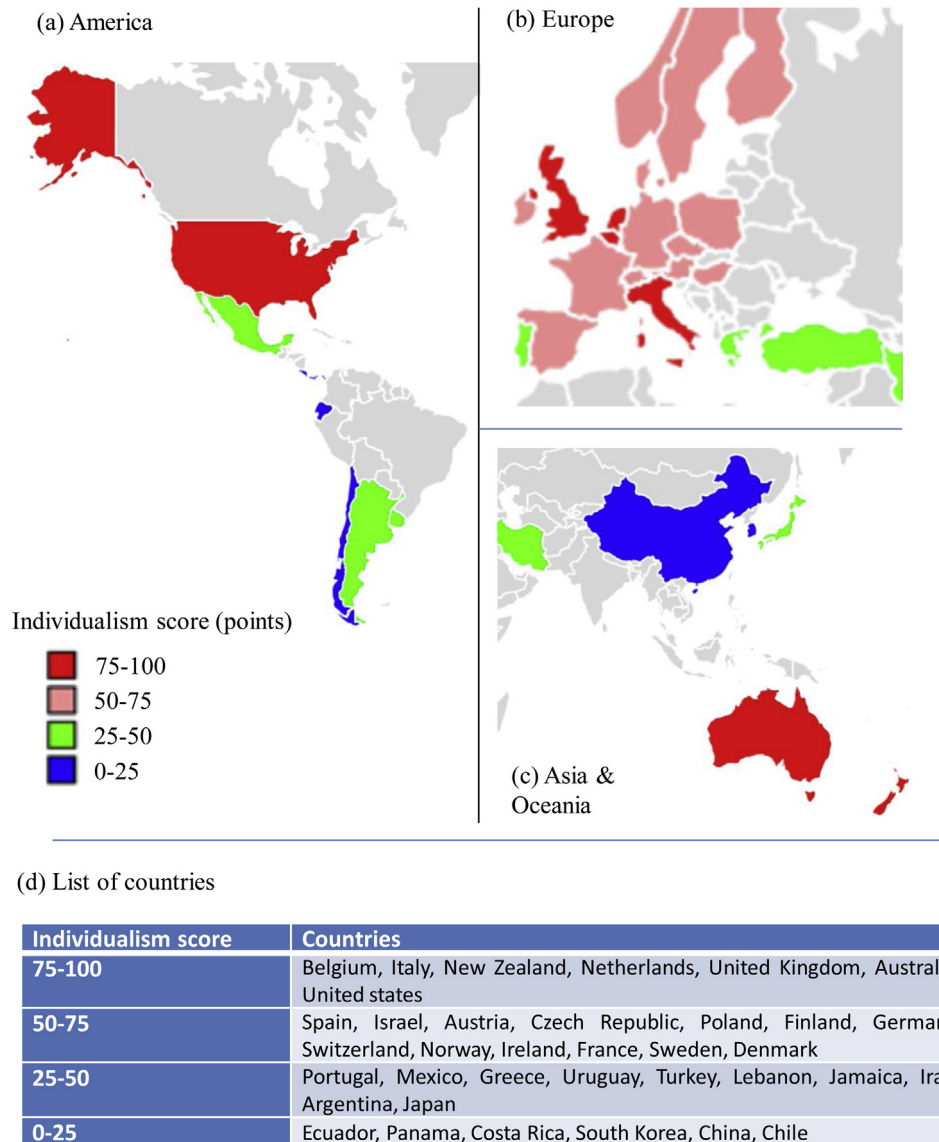 (a) America
(b) Europe
Individualism score (points)
75-100
50-75
25-50
0-25
(c) Asia &
Oceania
(d) List of countries
Individualism score Countries
75-100 Belgium, Italy, New Zealand, Netherlands, United Kingdom, Austral
United states
50-75 Spain, Israel, Austria, Czech Republic, Poland, Finland, German
Switzerland, Norway, Ireland, France, Sweden, Denmark
25-50 Portugal, Mexico, Greece, Uruguay, Turkey, Lebanon, Jamaica, Ira
Argentina, Japan
0-25 Ecuador, Panama, Costa Rica, South Korea, China, Chile